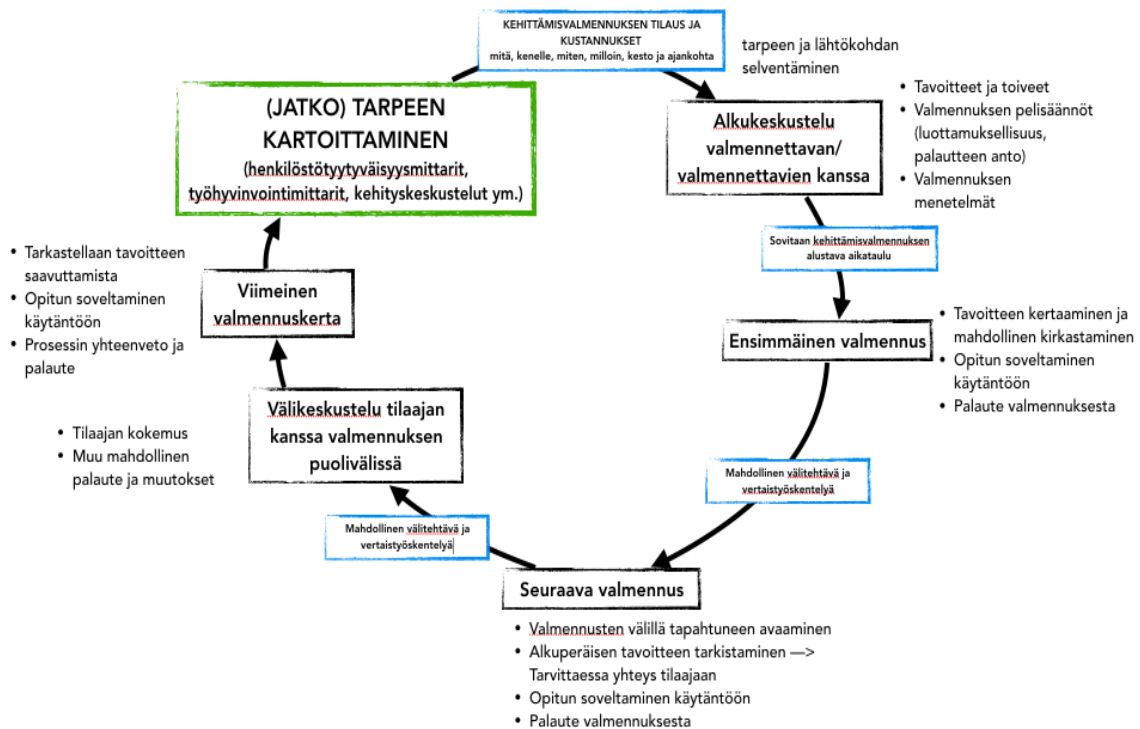 KEHITTÄMISVALMENNUKSEN TILAUS JA
KUSTANNUKSET
mitä, kenelle, miten, milloin, kesto ja ajankohta
tarpeen ja lähtökohdan
selventäminen
(JATKO) TARPEEN
KARTOITTAMINEN
(henkilöstötyytyväisyysmittarit,
työhyvinvointimittarit, kehityskeskustelut ym.)
Alkukeskustelu
valmennettavan/
valmennettavien kanssa
• Tavoitteet ja toiveet
• Valmennuksen pelisäännöt
(luottamuksellisuus,
palautteen anto)
• Valmennuksen
menetelmät
Sovitaan kehittämisvalmennuksen
alustava aikataulu
Ensimmäinen valmennus
• Tavoitteen kertaaminen ja
mahdollinen kirkastaminen
• Opitun soveltaminen
käytäntöön
• Palaute valmennuksesta
Mahdollinen välitehtävä ja
vertaistyöskentelyä
Seuraava valmennus
• Valmennusten välillä tapahtuneen avaaminen
• Alkuperäisen tavoitteen tarkistaminen —>
Tarvittaessa yhteys tilaajaan
• Opitun soveltaminen käytäntöön
• Palaute valmennuksesta
Mahdollinen välitehtävä ja
vertaistyöskentelyä
Välikeskustelu tilaajan
kanssa valmennuksen
puolivälissä
• Tilaajan kokemus
• Muu mahdollinen
palaute ja muutokset
Viimeinen
valmennuskerta
• Tarkastellaan tavoitteen
saavuttamista
• Opitun soveltaminen
käytäntöön
• Prosessin yhteenveto ja
palaute